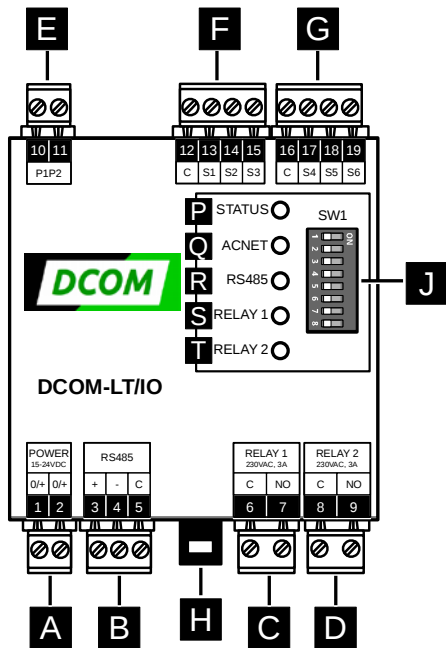 E F G
10 11 12 13 14 15 16 17 18 19
P1P2 C S1 S2 S3 C S4 S5 S6
P STATUS
SW1
Q ACNET
R RS485
S RELAY 1
T RELAY 2
ON
1
2
3
4
5
6
7
8
J
DCOM
DCOM-LT/IO
POWER
15-24VDC
0/+ 0/+
1 2
RS485
+ - C
3 4 5
RELAY 1
230VAC, 3A
C NO
6 7
RELAY 2
230VAC, 3A
C NO
8 9
A B H C D